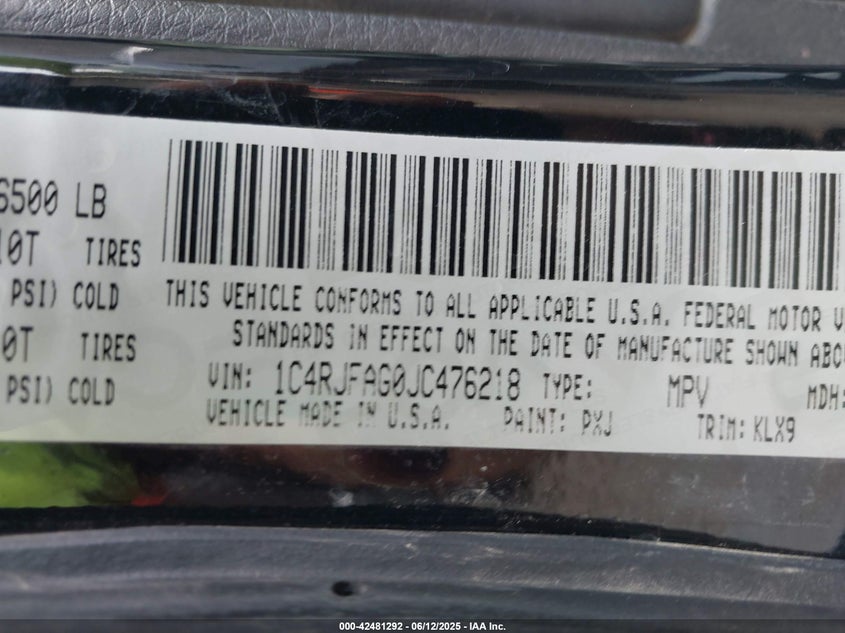 6500 LB
10T TIRES
PSI) COLD
0T TIRES
PSI) COLD
THIS VEHICLE CONFORMS TO ALL APPLICABLE U.S.A. FEDERAL MOTOR V
STANDARDS IN EFFECT ON THE DATE OF MANUFACTURE SHOWN ABO
VIN: 1C4RJFAG0JC476218 TYPE: MPV MDH:
VEHICLE MADE IN U.S.A. PAINT: PXJ TRIM: KLX9
000-42481292 - 06/12/2025 - IAA Inc.